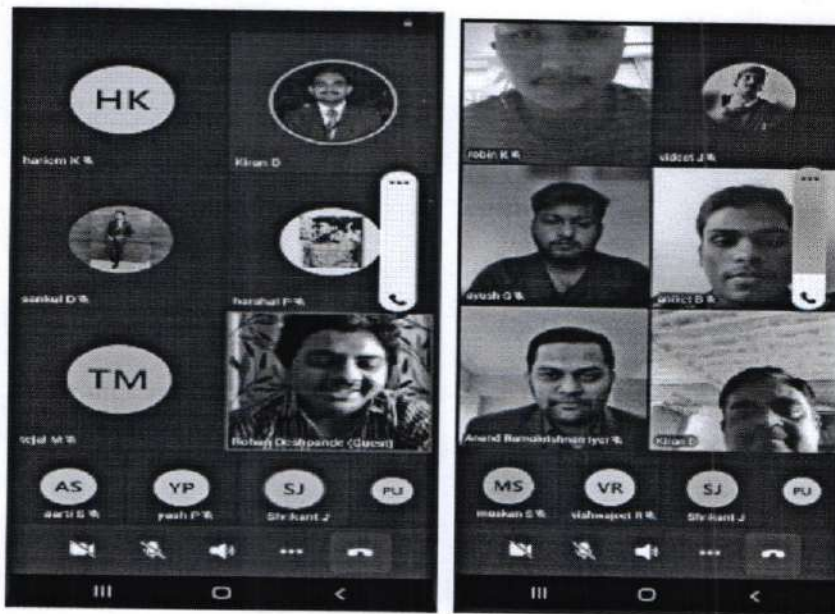 HK
hariom K
Kiran D
sankul D
harshal P
TM
tejal M
Rohan Deshpande (Guest)
AS
YP
SJ
PU
aarti S
yash P
Shrikant J
robin K
videet J
ayush G
aniket B
Anand Ramakrishnan Iyer
Kiran D
MS
VR
SJ
PU
muskan S
vishwajeet R
Shrikant J